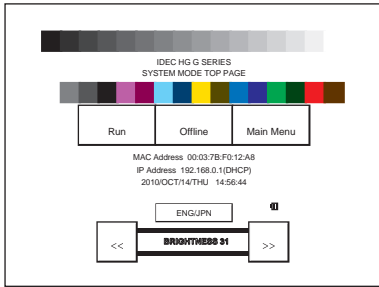 IDEC HG G SERIES
SYSTEM MODE TOP PAGE
Run Offline Main Menu
MAC Address 00:03:7B:F0:12:A8
IP Address 192.168.0.1(DHCP)
2010/OCT/14/THU 14:56:44
ENG/JPN
<< BRIGHTNESS 31 >>